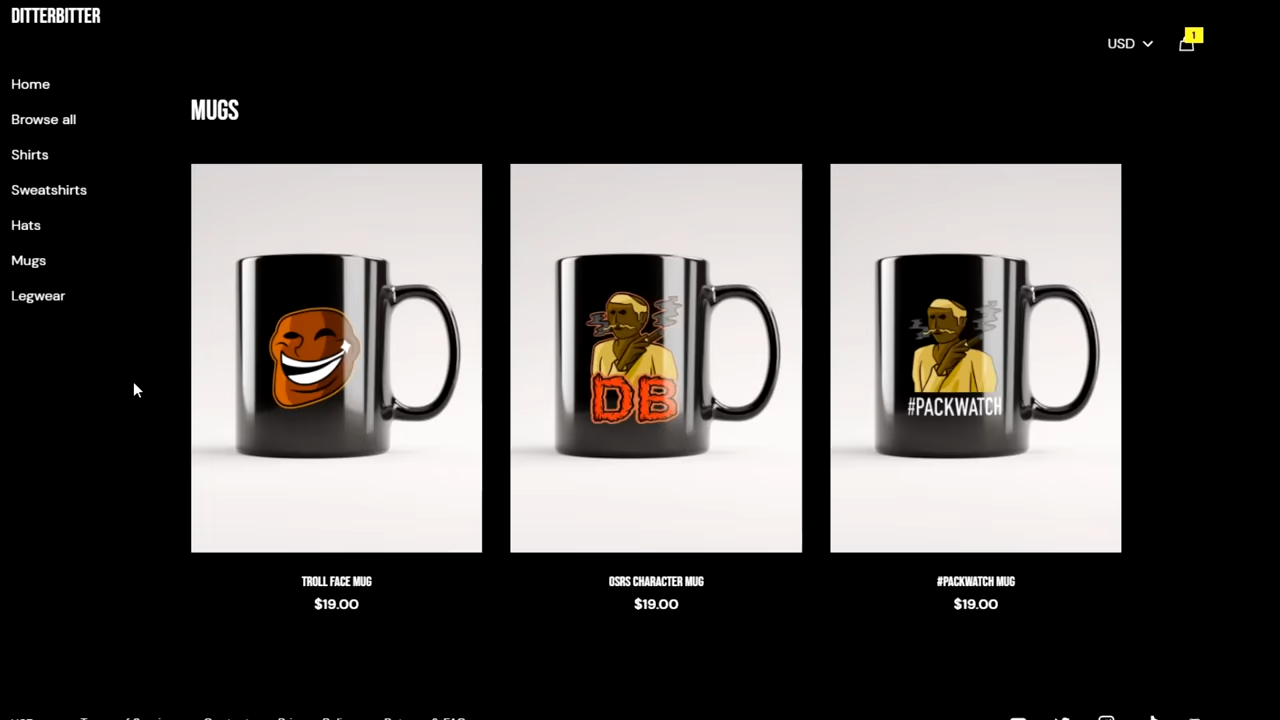 DITTERBITTER
USD
1
Home
Browse all
Shirts
Sweatshirts
Hats
Mugs
Legwear
MUGS
DB
#PACKWATCH
TROLL FACE MUG
$19.00
OSRS CHARACTER MUG
$19.00
#PACKWATCH MUG
$19.00